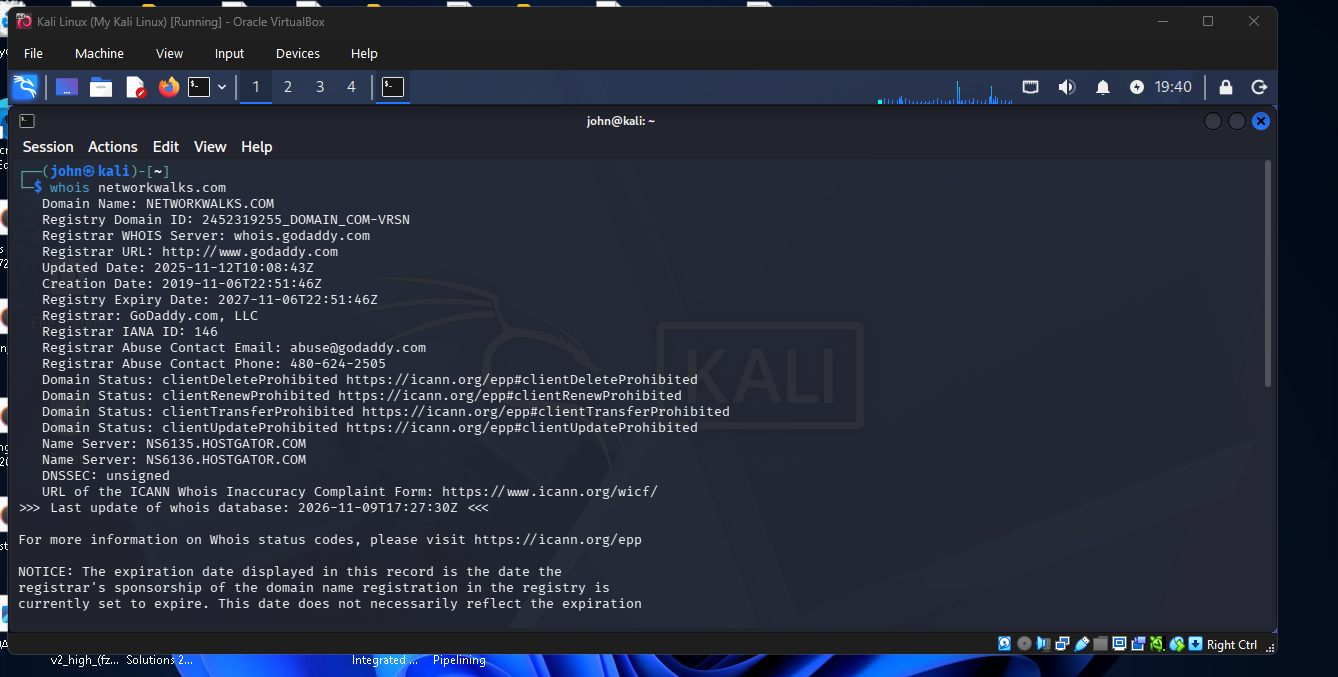 Kali Linux (My Kali Linux) [Running] - Oracle VirtualBox
File Machine View Input Devices Help
1 2 3 4 19:40
john@kali: ~
Session Actions Edit View Help
┌──(john㉿kali)-[~]
└─$ whois networkwalks.com
Domain Name: NETWORKWALKS.COM
Registry Domain ID: 2452319255_DOMAIN_COM-VRSN
Registrar WHOIS Server: whois.godaddy.com
Registrar URL: http://www.godaddy.com
Updated Date: 2025-11-12T10:08:43Z
Creation Date: 2019-11-06T22:51:46Z
Registry Expiry Date: 2027-11-06T22:51:46Z
Registrar: GoDaddy.com, LLC
Registrar IANA ID: 146
Registrar Abuse Contact Email: abuse@godaddy.com
Registrar Abuse Contact Phone: 480-624-2505
Domain Status: clientDeleteProhibited https://icann.org/epp#clientDeleteProhibited
Domain Status: clientRenewProhibited https://icann.org/epp#clientRenewProhibited
Domain Status: clientTransferProhibited https://icann.org/epp#clientTransferProhibited
Domain Status: clientUpdateProhibited https://icann.org/epp#clientUpdateProhibited
Name Server: NS6135.HOSTGATOR.COM
Name Server: NS6136.HOSTGATOR.COM
DNSSEC: unsigned
URL of the ICANN Whois Inaccuracy Complaint Form: https://www.icann.org/wicf/
>>> Last update of whois database: 2026-11-09T17:27:30Z <<<
For more information on Whois status codes, please visit https://icann.org/epp
NOTICE: The expiration date displayed in this record is the date the
registrar's sponsorship of the domain name registration in the registry is
currently set to expire. This date does not necessarily reflect the expiration
KALI
Right Ctrl
v2_high_(fz... Solutions 2... Integrated ... Pipelining